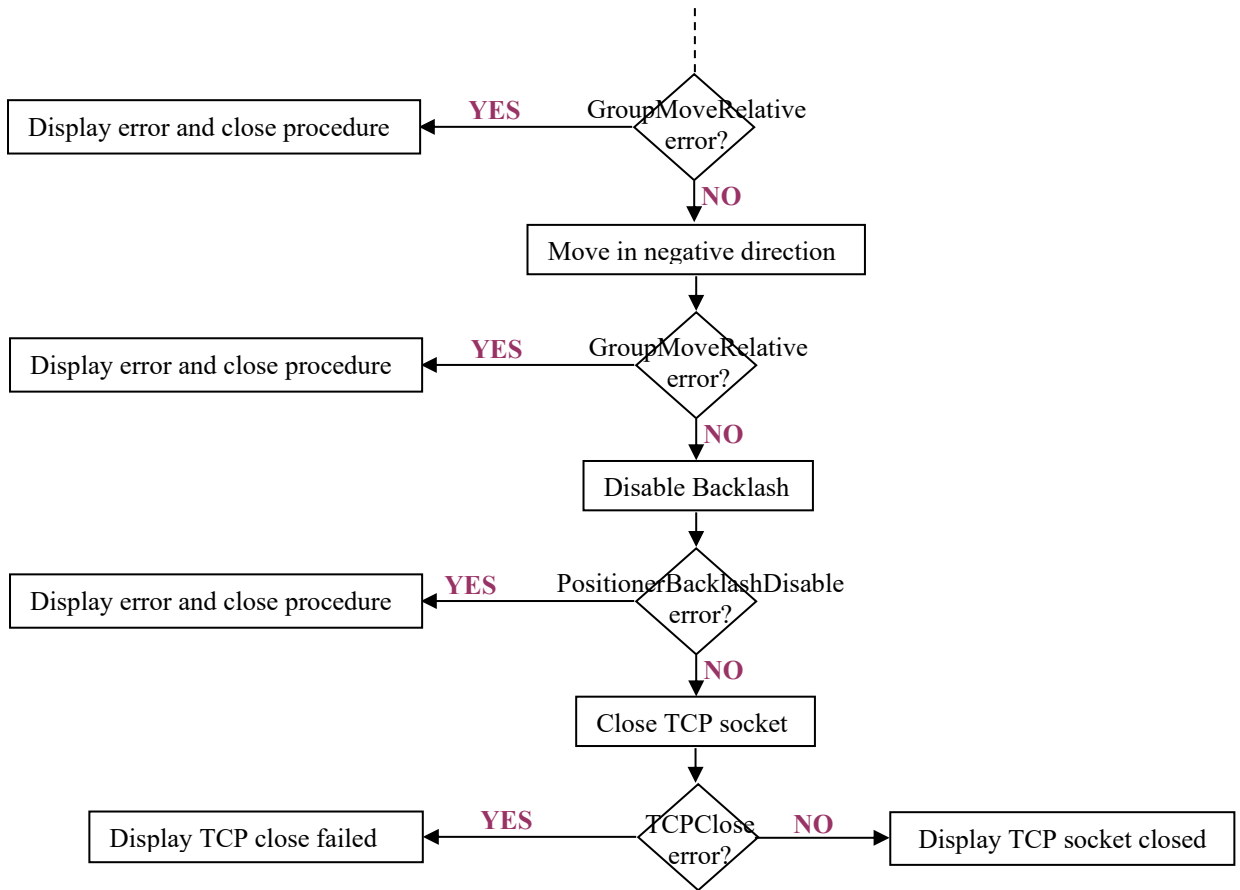 GroupMoveRelative
error?
YES
Display error and close procedure
NO
Move in negative direction
GroupMoveRelative
error?
YES
Display error and close procedure
NO
Disable Backlash
PositionerBacklashDisable
error?
YES
Display error and close procedure
NO
Close TCP socket
TCPClose
error?
YES
Display TCP close failed
NO
Display TCP socket closed